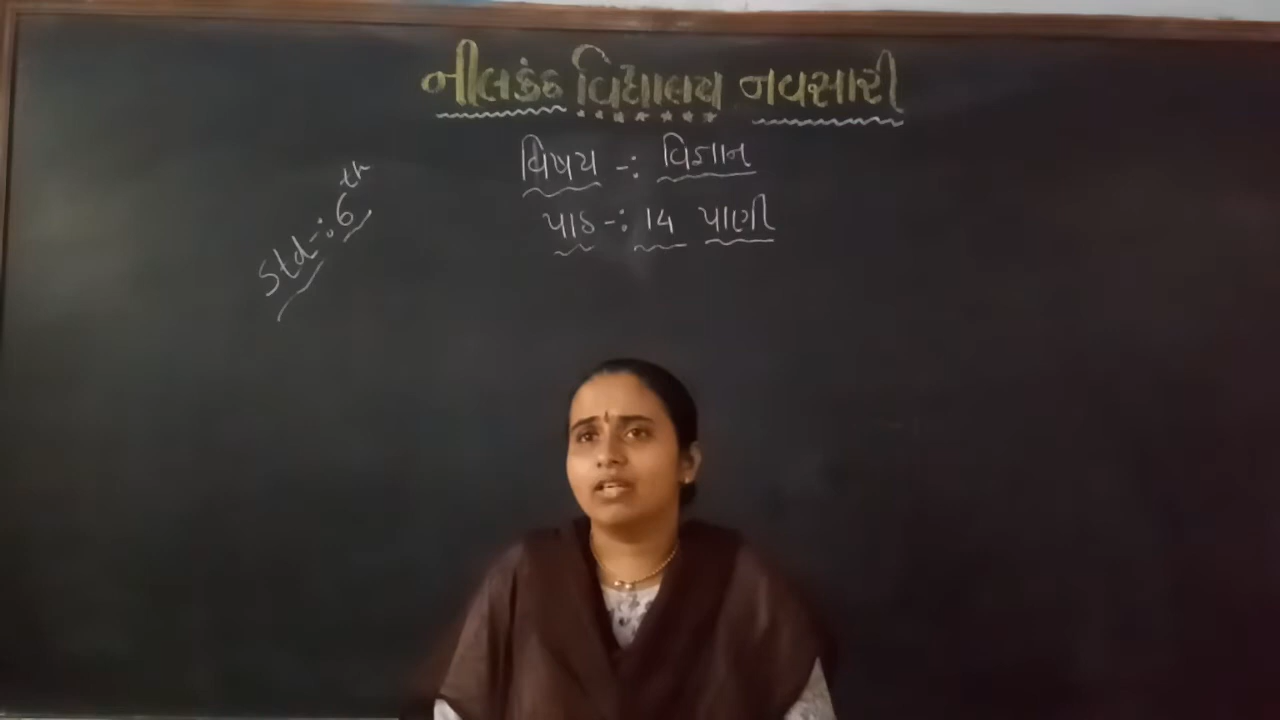 નીલકંઠ વિદ્યાલય નવસારી
વિષય -: વિજ્ઞાન
પાઠ -: 14 પાણી
Std -: 6th